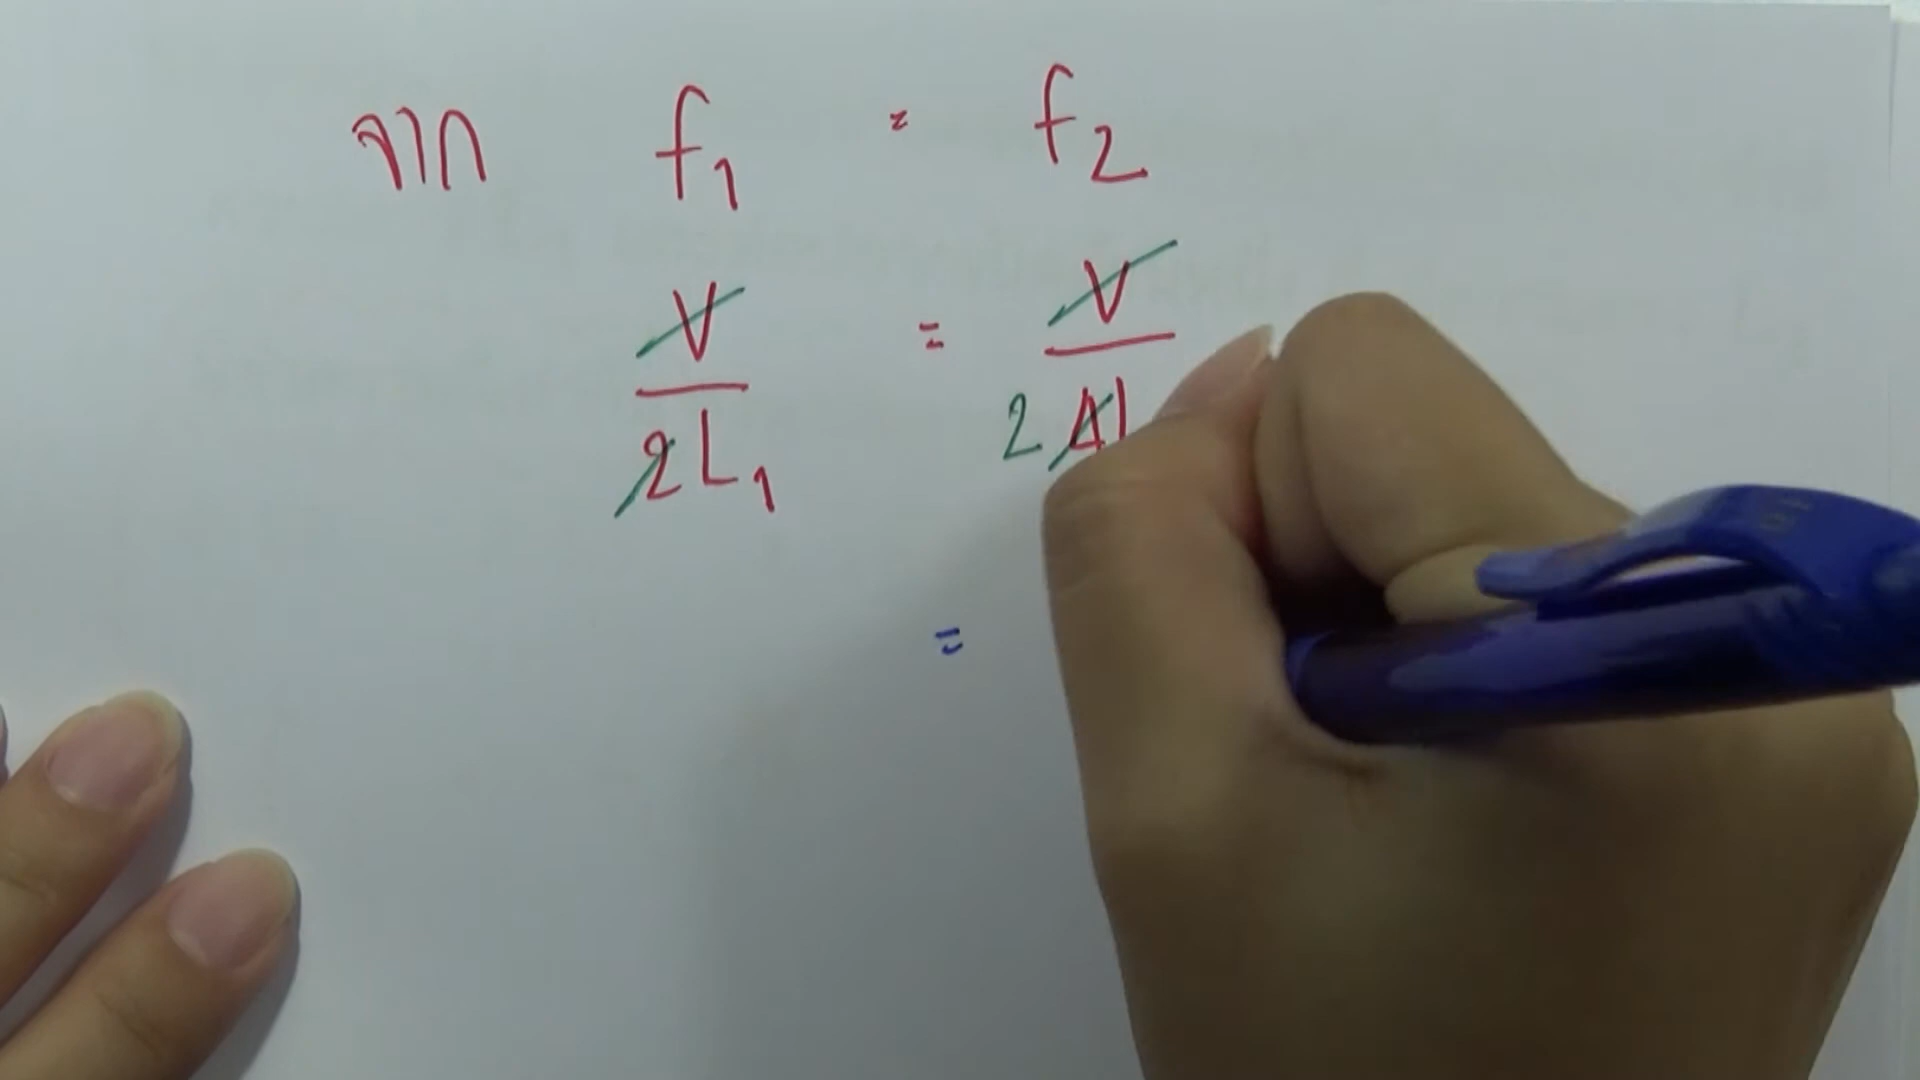 จาก f₁ = f₂
V/2L₁ = V/2 4L
=